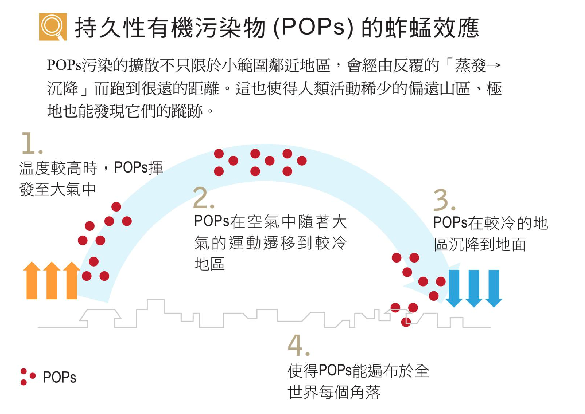 持久性有機污染物 (POPs) 的蚱蜢效應
POPs污染的擴散不只限於小範圍鄰近地區，會經由反覆的「蒸發→
沉降」而跑到很遠的距離。這也使得人類活動稀少的偏遠山區、極
地也能發現它們的蹤跡。
1.
温度較高時，POPs揮
發至大氣中
2.
POPs在空氣中隨著大
氣的運動遷移到較冷
地區
3.
POPs在較冷的地
區沉降到地面
4.
使得POPs能遍布於全
世界每個角落
POPs